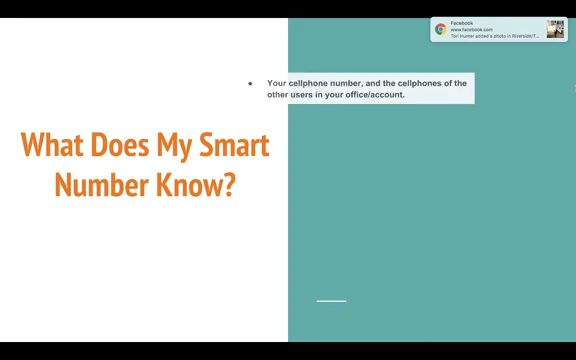 Facebook
www.facebook.com
Tori Hunter added a photo in Riverside/T...
• Your cellphone number, and the cellphones of the
other users in your office/account.
What Does My Smart
Number Know?